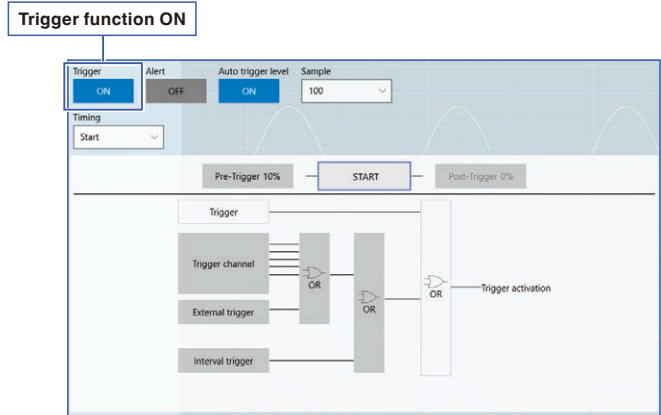 Trigger function ON
Trigger Alert Auto trigger level Sample
ON OFF ON 100
Timing
Start
Pre-Trigger 10% START Post-Trigger 0%
Trigger
Trigger channel
OR
External trigger
OR
OR
Trigger activation
Interval trigger